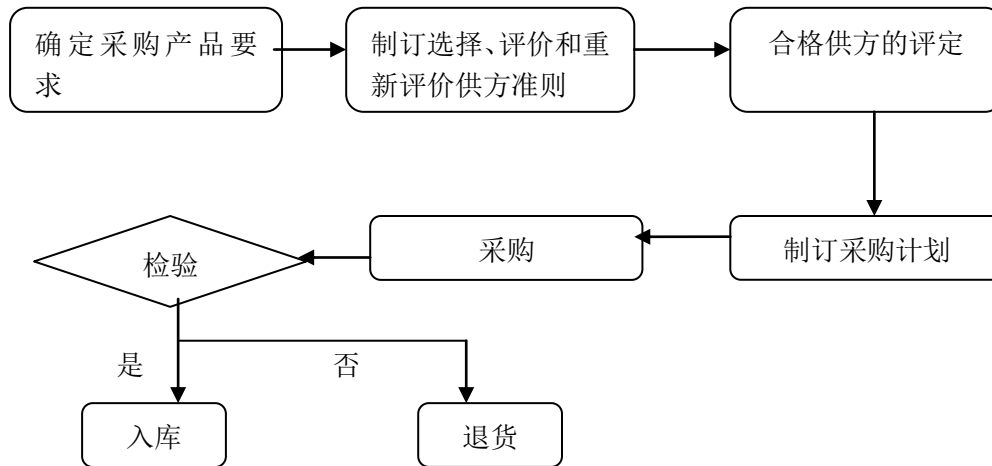 确定采购产品要
求
制订选择、评价和重
新评价供方准则
合格供方的评定
检验
采购
制订采购计划
是
否
入库
退货